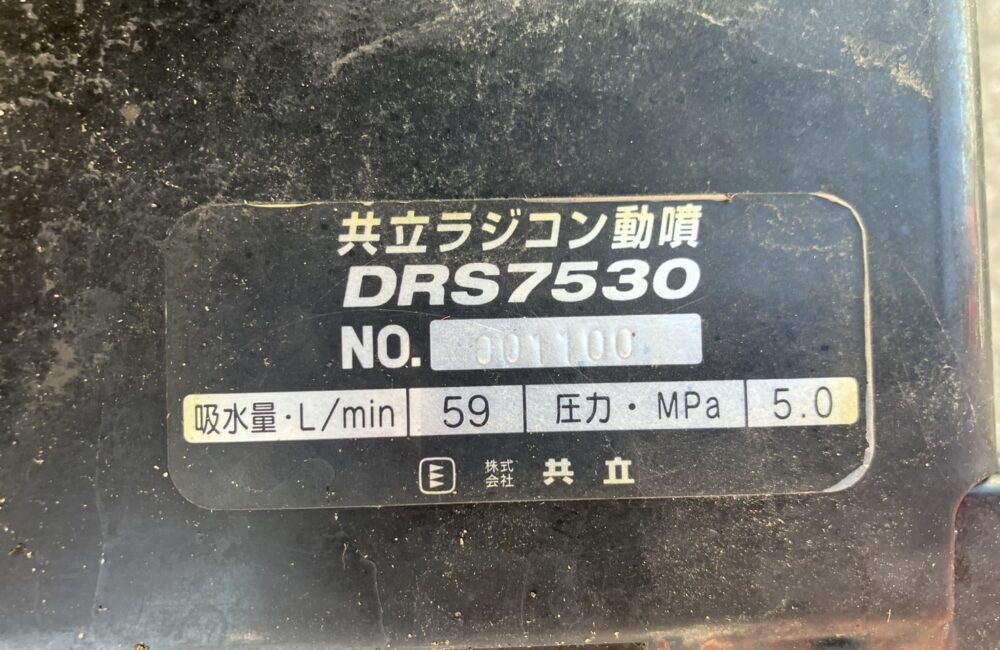 共立ラジコン動噴
DRS7530
NO. 001100
吸水量・L/min 59 圧力・MPa 5.0
株式会社 共立